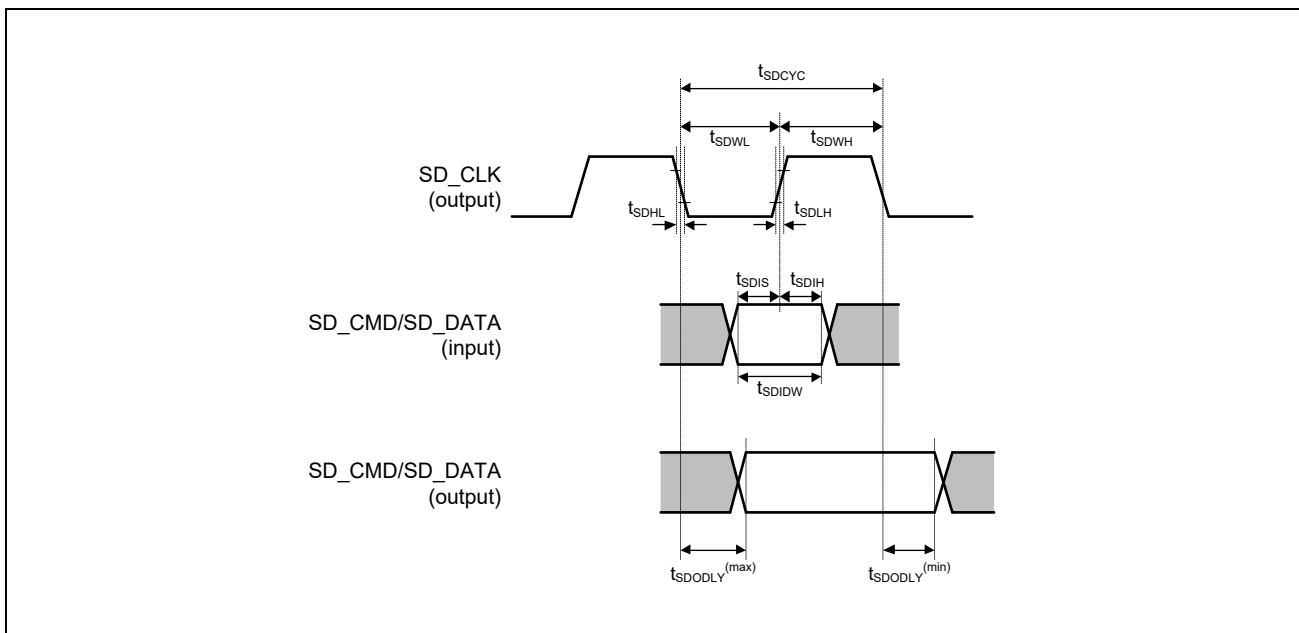 tSDCYC
tSDWL tSDWH
SD_CLK
(output)
tSDHL tSDLH
tSDIS tSDIH
SD_CMD/SD_DATA
(input)
tSDIDW
SD_CMD/SD_DATA
(output)
tSDODLY(max) tSDODLY(min)